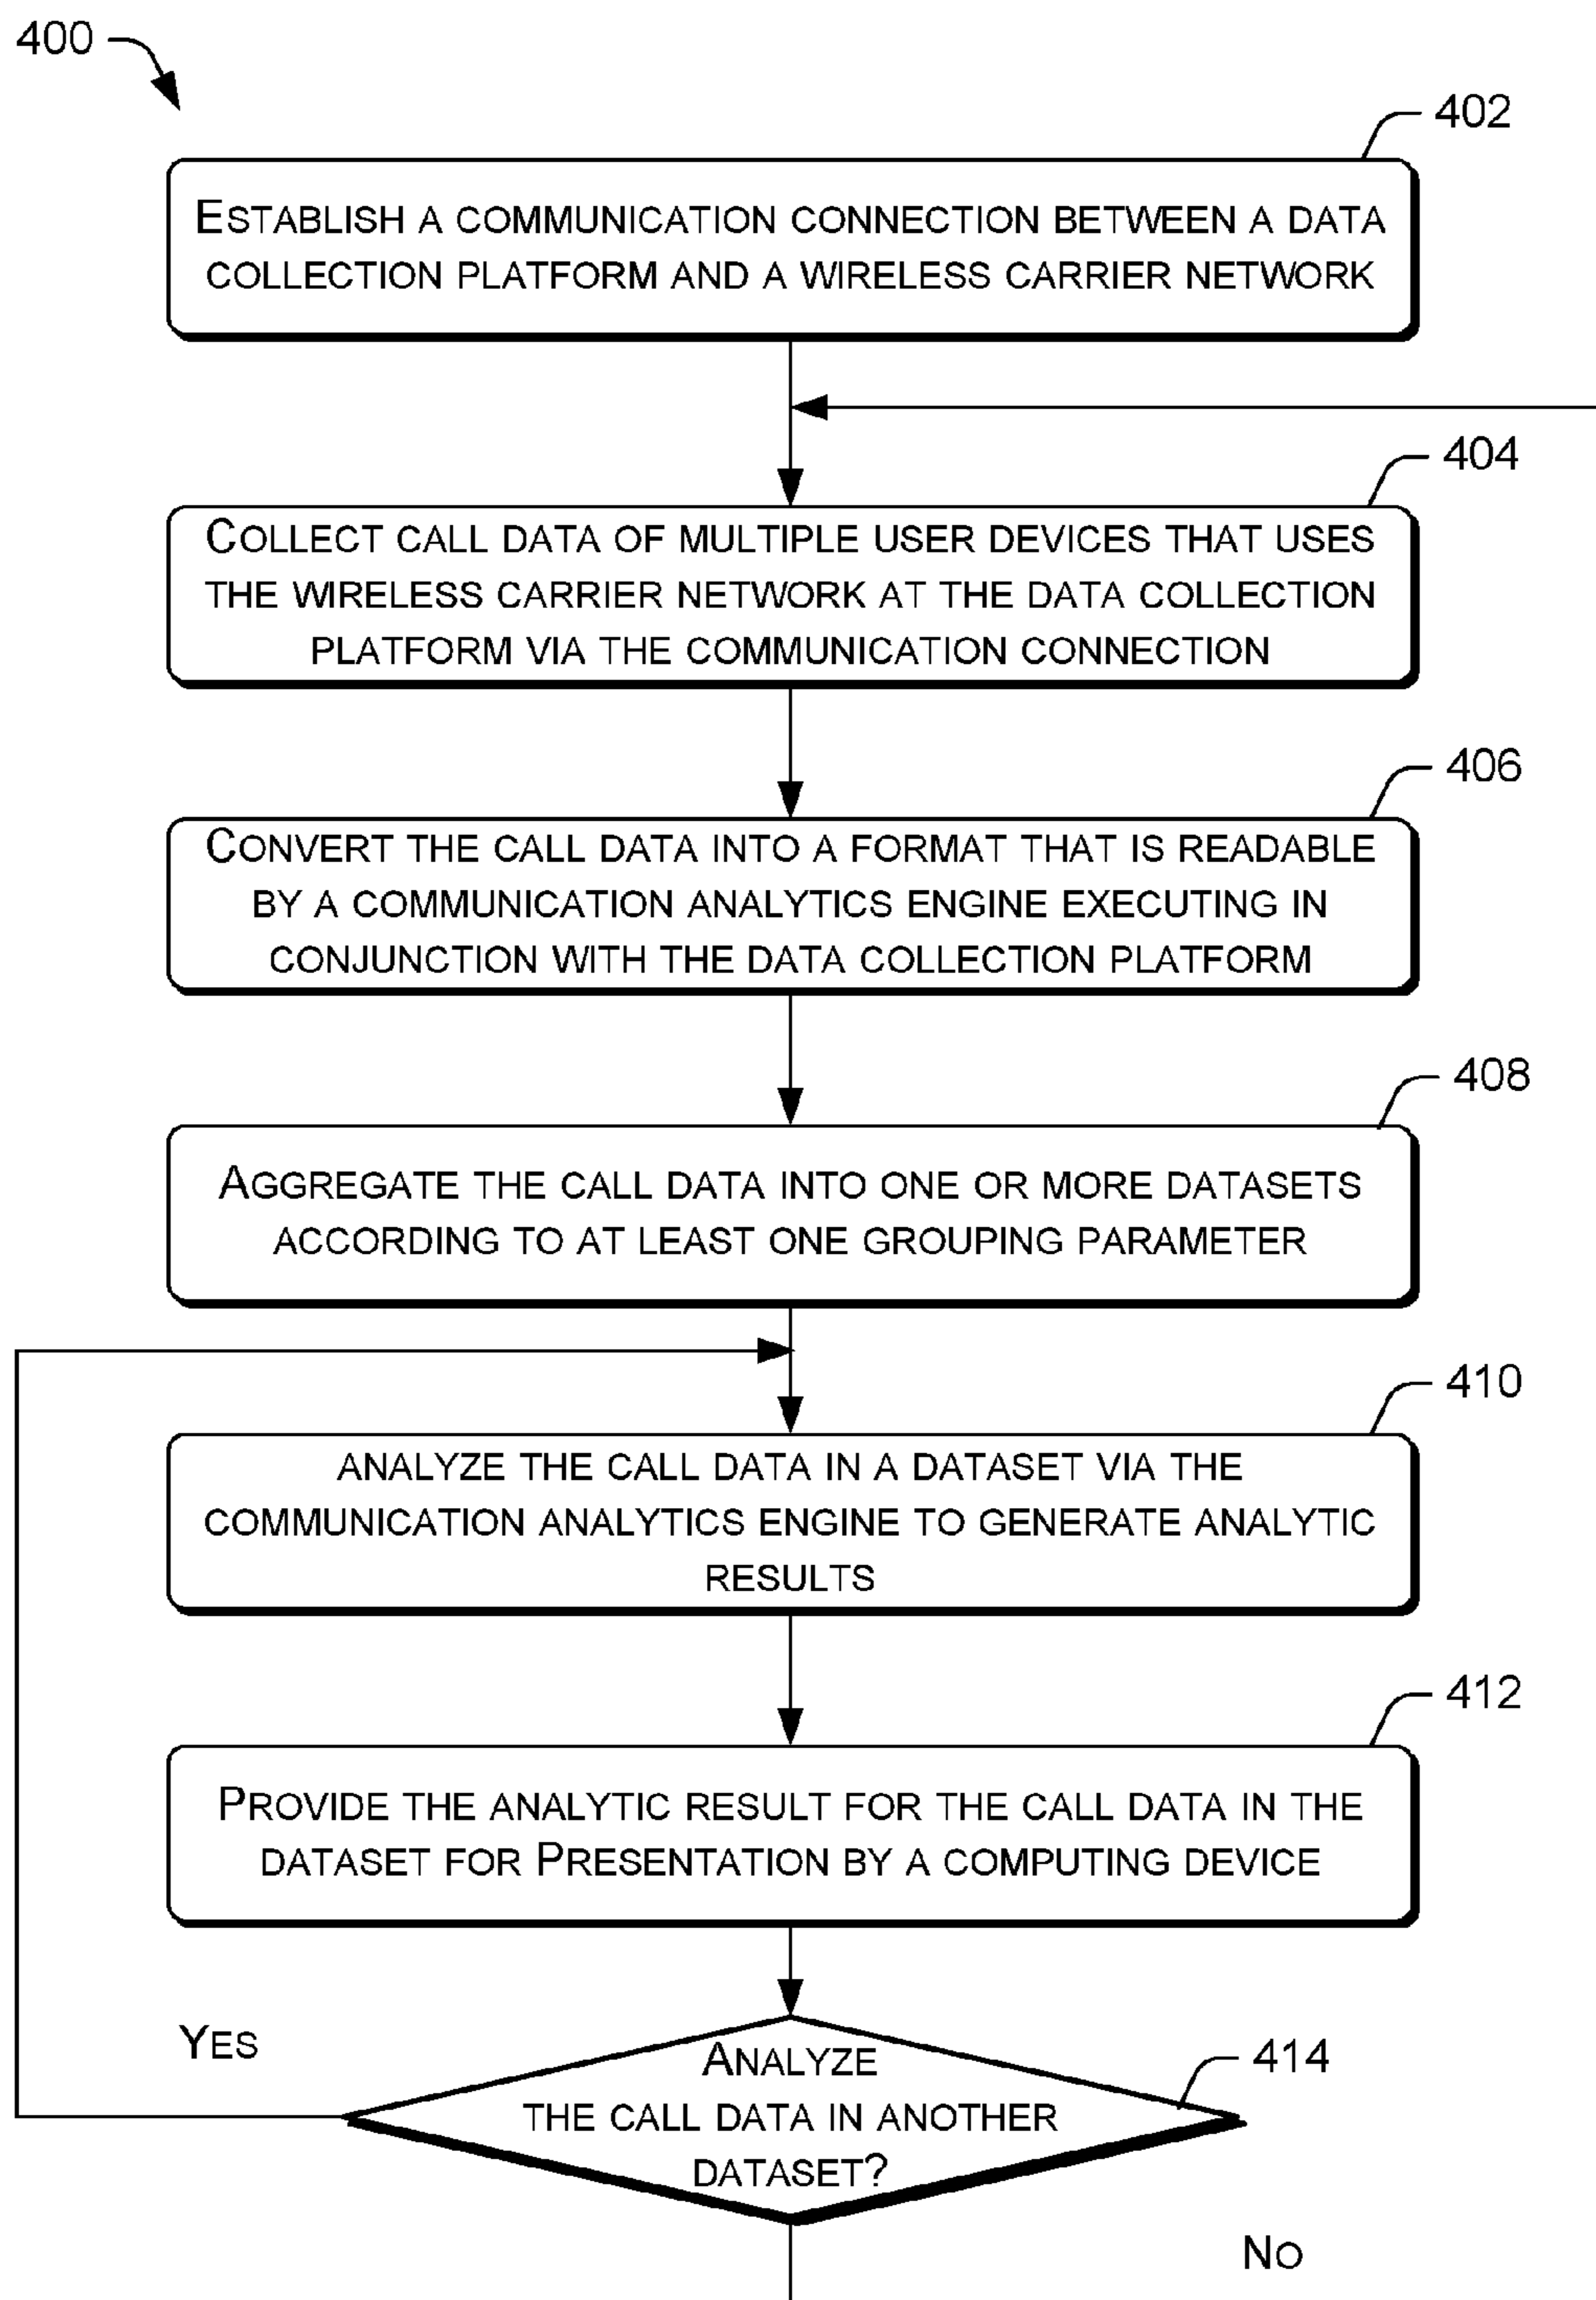 400
402
Establish a communication connection between a data
collection platform and a wireless carrier network
404
Collect call data of multiple user devices that uses
the wireless carrier network at the data collection
platform via the communication connection
406
Convert the call data into a format that is readable
by a communication analytics engine executing in
conjunction with the data collection platform
408
Aggregate the call data into one or more datasets
according to at least one grouping parameter
410
analyze the call data in a dataset via the
communication analytics engine to generate analytic
results
412
Provide the analytic result for the call data in the
dataset for Presentation by a computing device
Yes
414
Analyze
the call data in another
dataset?
No